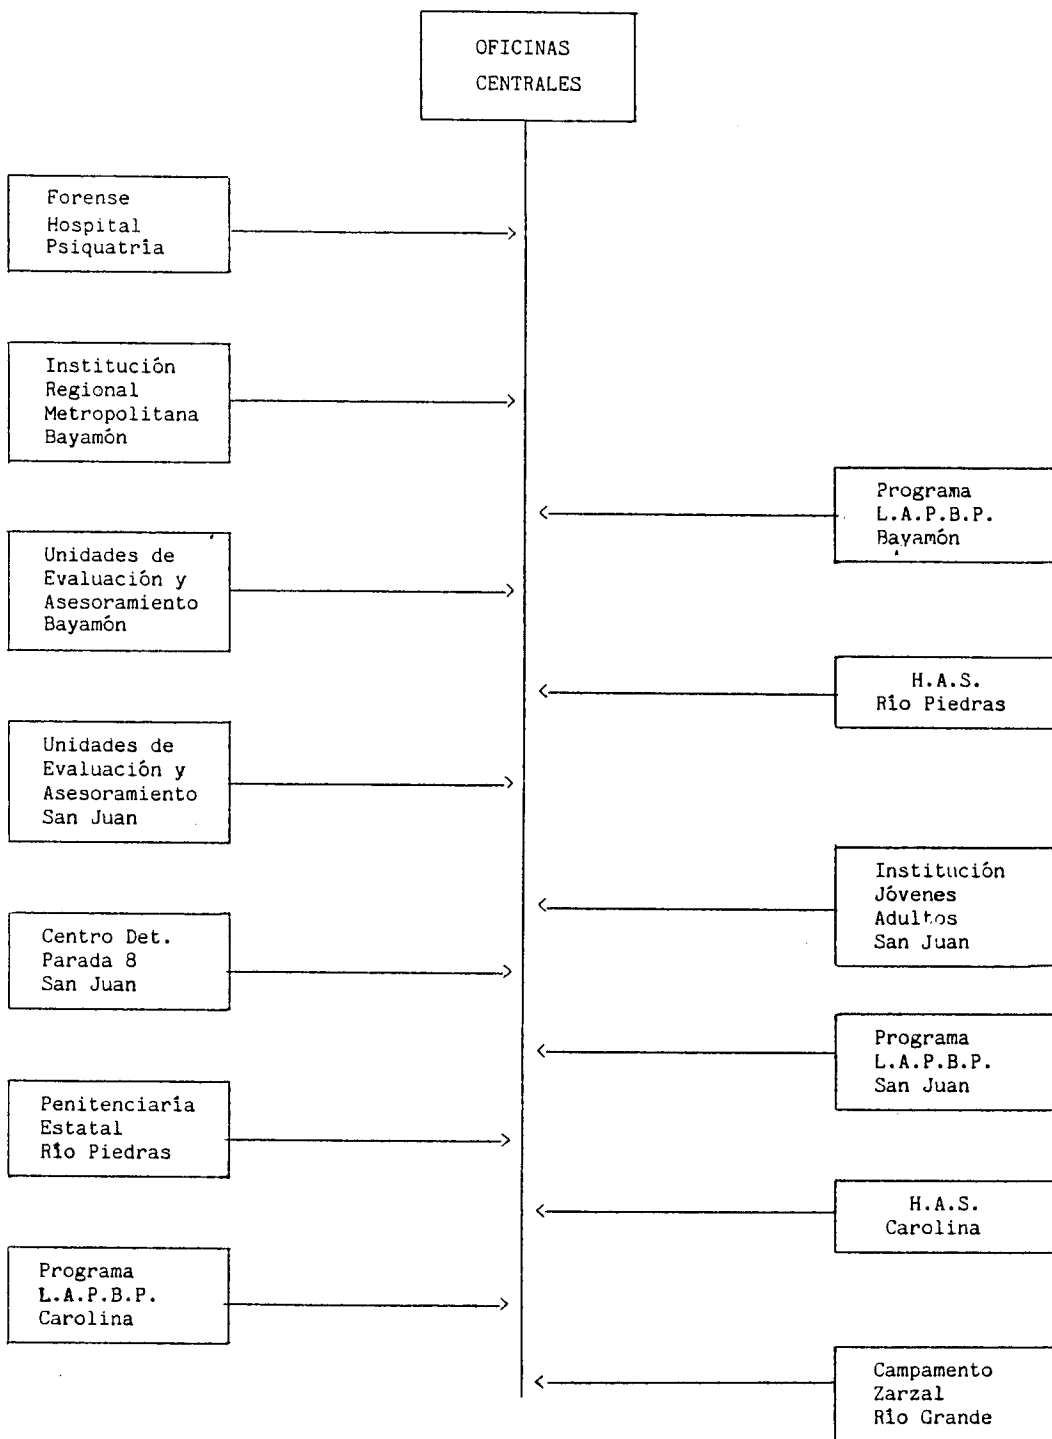 OFICINAS
CENTRALES
Forense
Hospital
Psiquatría
Institución
Regional
Metropolitana
Bayamón
Programa
L.A.P.B.P.
Bayamón
Unidades de
Evaluación y
Asesoramiento
Bayamón
H.A.S.
Río Piedras
Unidades de
Evaluación y
Asesoramiento
San Juan
Institución
Jóvenes
Adultos
San Juan
Centro Det.
Parada 8
San Juan
Programa
L.A.P.B.P.
San Juan
Penitenciaría
Estatal
Río Piedras
H.A.S.
Carolina
Programa
L.A.P.B.P.
Carolina
Campamento
Zarzal
Río Grande